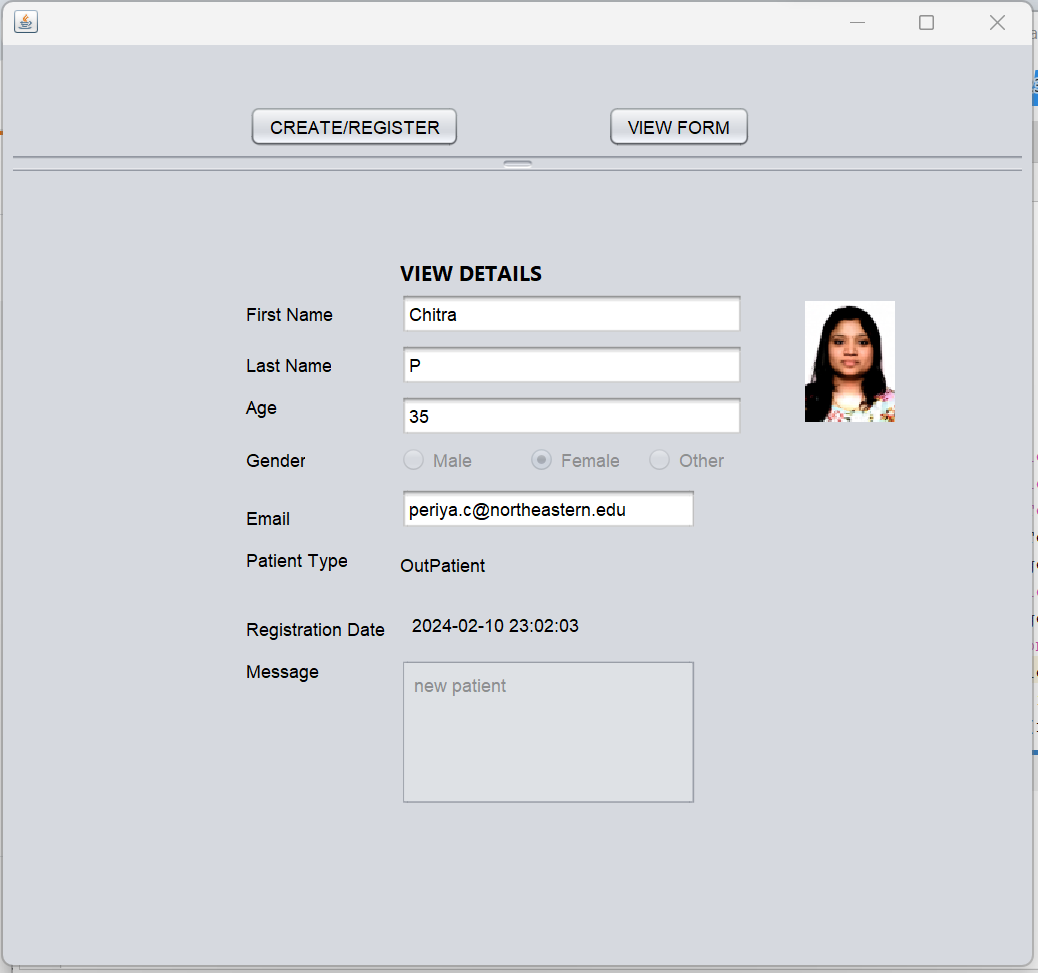 CREATE/REGISTER VIEW FORM
VIEW DETAILS
First Name Chitra
Last Name P
Age 35
Gender Male Female Other
Email periya.c@northeastern.edu
Patient Type OutPatient
Registration Date 2024-02-10 23:02:03
Message new patient